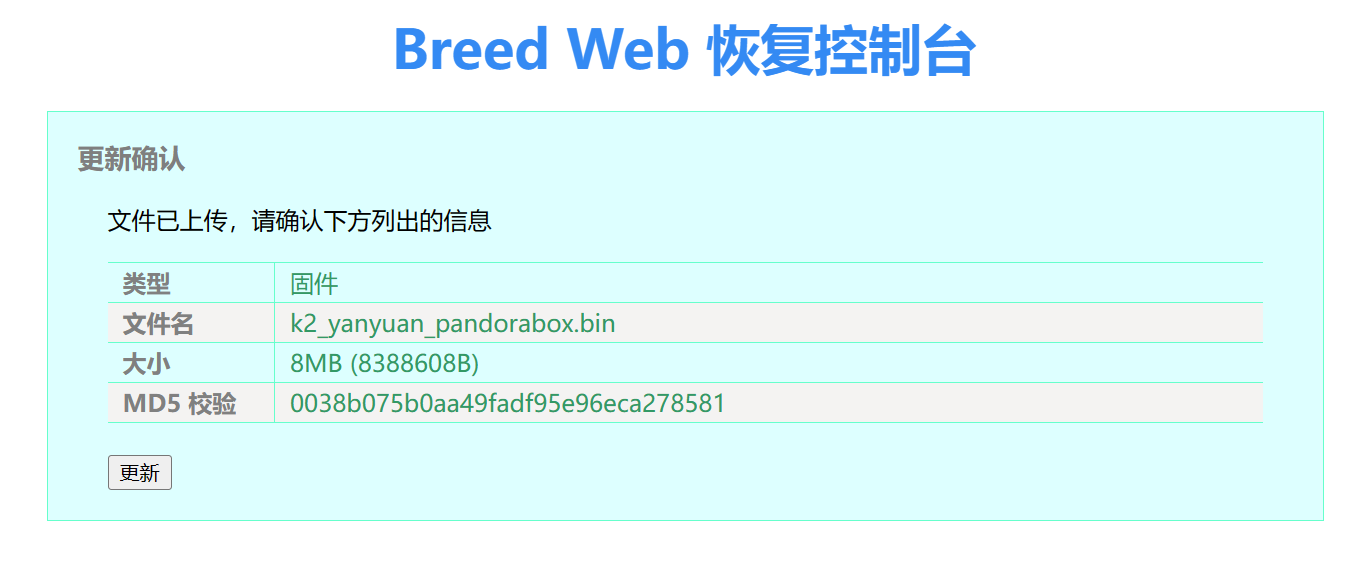 Breed Web 恢复控制台
更新确认
文件已上传，请确认下方列出的信息
类型 固件
文件名 k2_yanyuan_pandorabox.bin
大小 8MB (8388608B)
MD5 校验 0038b075b0aa49fadf95e96eca278581
更新